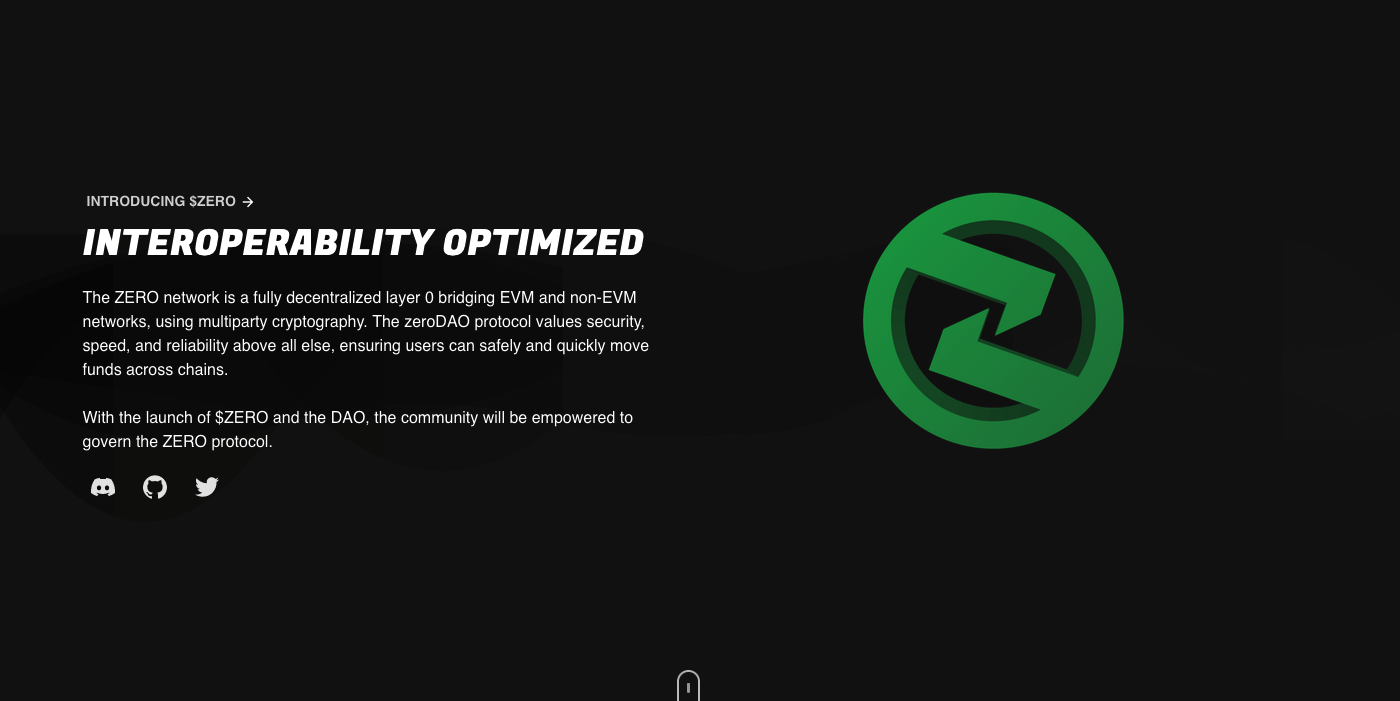 INTRODUCING $ZERO →
INTEROPERABILITY OPTIMIZED
The ZERO network is a fully decentralized layer 0 bridging EVM and non-EVM
networks, using multiparty cryptography. The zeroDAO protocol values security,
speed, and reliability above all else, ensuring users can safely and quickly move
funds across chains.
With the launch of $ZERO and the DAO, the community will be empowered to
govern the ZERO protocol.